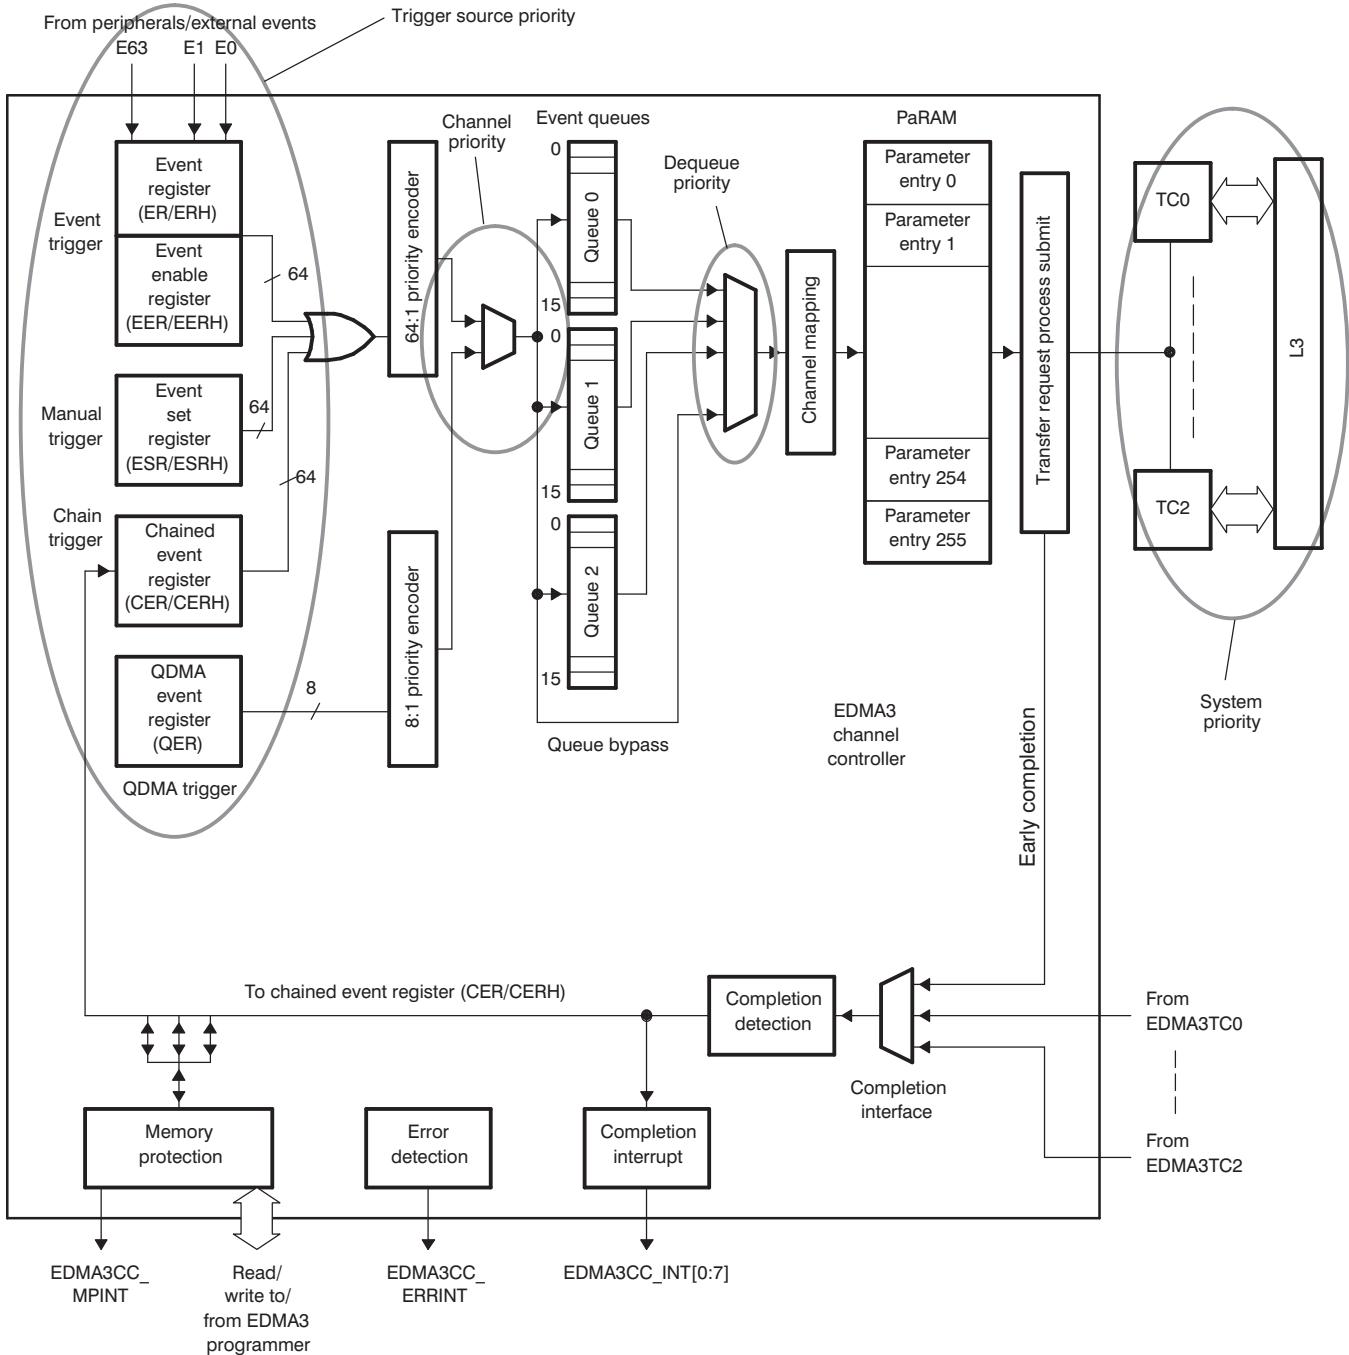 From peripherals/external events
Trigger source priority
E63
E1
E0
Event
register
(ER/ERH)
Event
trigger
Event
enable
register
(EER/EERH)
64
Manual
trigger
Event
set
register
(ESR/ESRH)
64
64
Chain
trigger
Chained
event
register
(CER/CERH)
QDMA
event
register
(QER)
8
QDMA trigger
64:1 priority encoder
8:1 priority encoder
Channel
priority
Event queues
0
Queue 0
15
0
Queue 1
15
0
Queue 2
15
Queue bypass
Dequeue
priority
Channel mapping
PaRAM
Parameter
entry 0
Parameter
entry 1
Parameter
entry 254
Parameter
entry 255
Transfer request process submit
EDMA3
channel
controller
Early completion
TC0
TC2
L3
System
priority
To chained event register (CER/CERH)
Completion
detection
Completion
interface
From
EDMA3TC0
From
EDMA3TC2
Memory
protection
Error
detection
Completion
interrupt
EDMA3CC_
MPINT
Read/
write to/
from EDMA3
programmer
EDMA3CC_
ERRINT
EDMA3CC_INT[0:7]